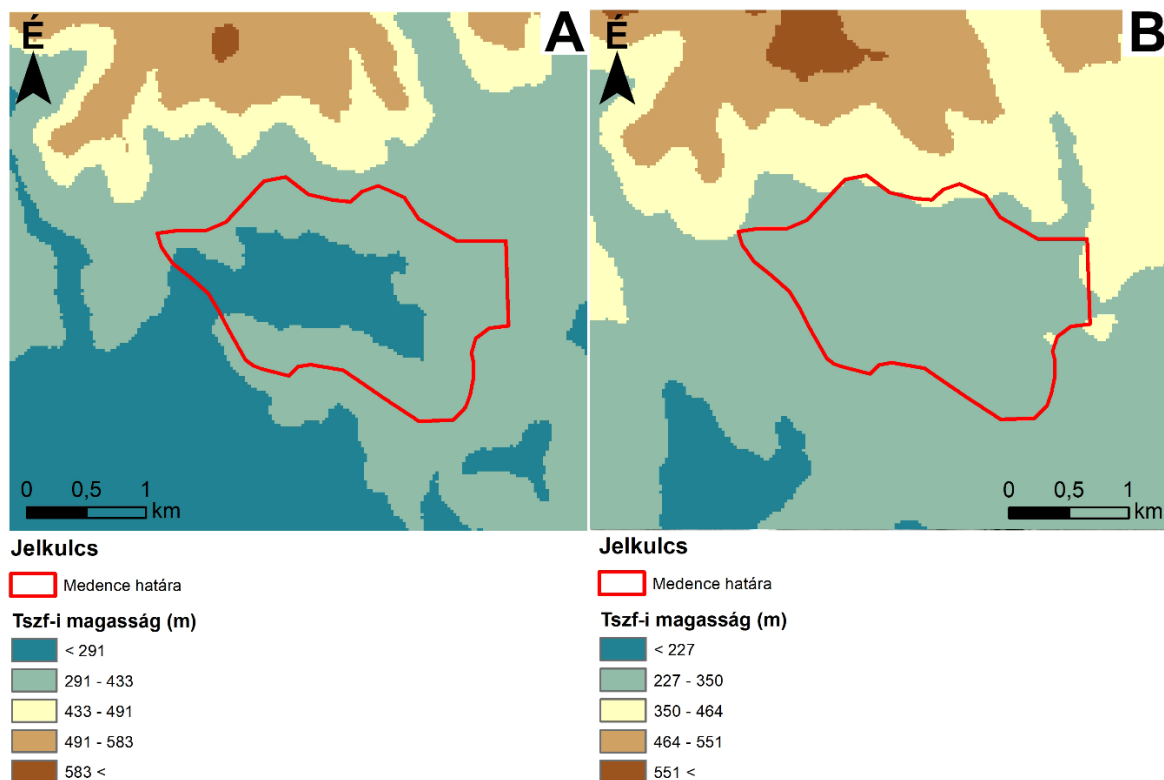 É
A
0 0,5 1
km
Jelkulcs
Medence határa
Tszf-i magasság (m)
< 291
291 - 433
433 - 491
491 - 583
583 <
É
B
0 0,5 1
km
Jelkulcs
Medence határa
Tszf-i magasság (m)
< 227
227 - 350
350 - 464
464 - 551
551 <